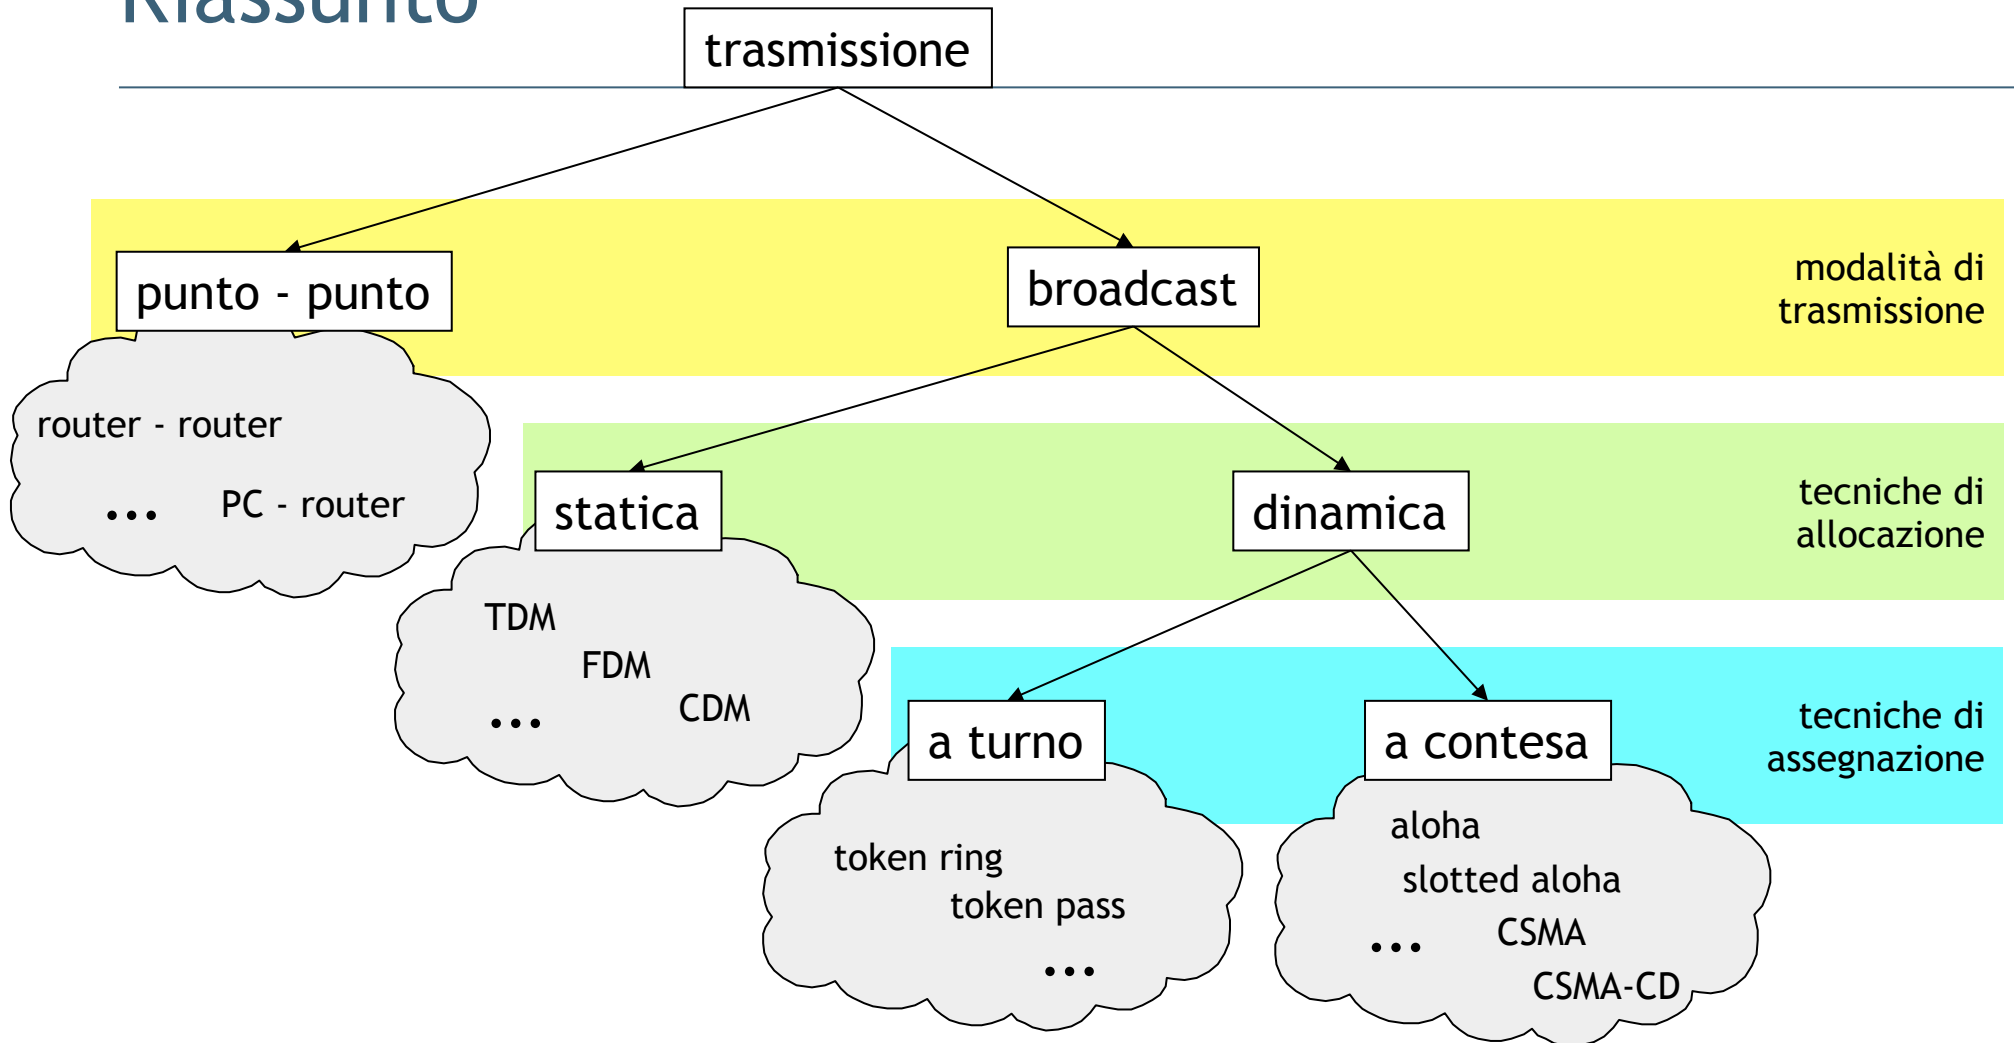 Riassunto
trasmissione
punto - punto
broadcast
modalità di
trasmissione
router - router
... PC - router
statica
dinamica
tecniche di
allocazione
TDM
FDM
CDM
...
a turno
a contesa
tecniche di
assegnazione
token ring
token pass
...
aloha
slotted aloha
CSMA
...
CSMA-CD